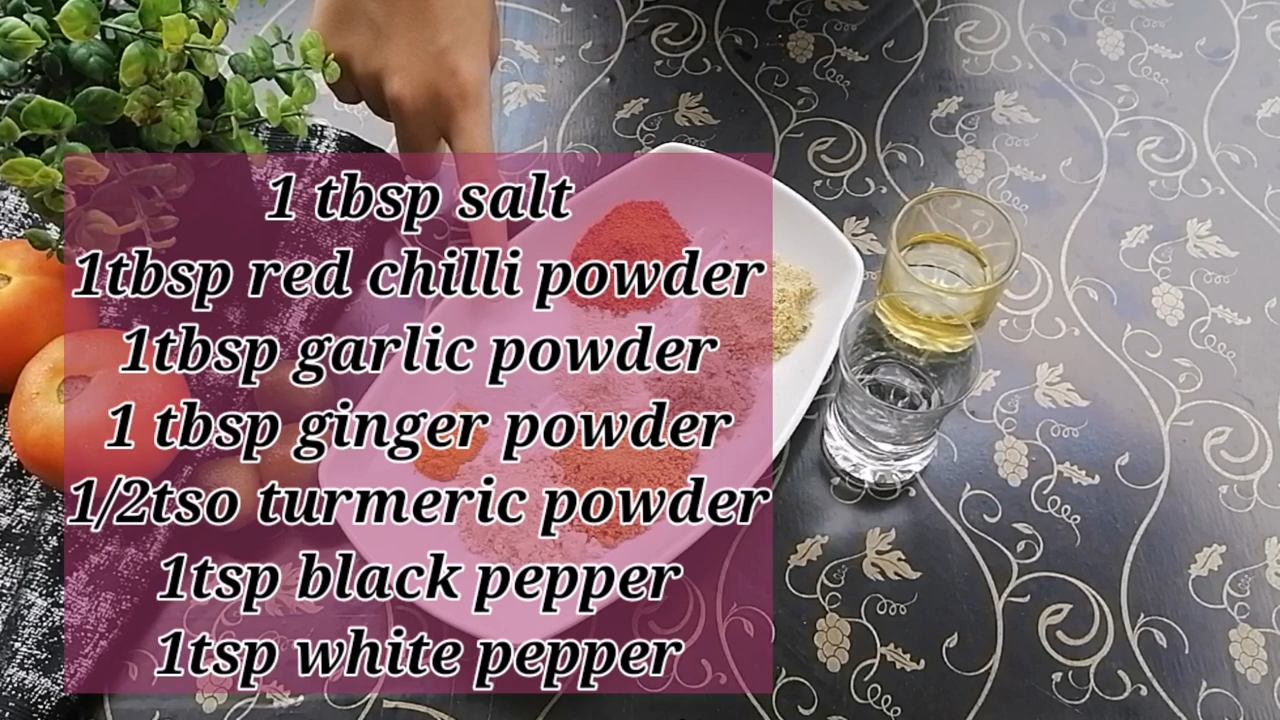 1 tbsp salt
1tbsp red chilli powder
1tbsp garlic powder
1 tbsp ginger powder
1/2tso turmeric powder
1tsp black pepper
1tsp white pepper